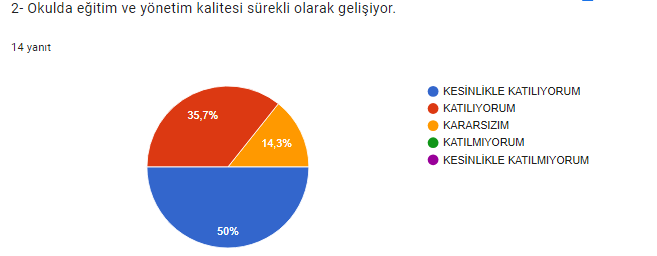 2- Okulda eğitim ve yönetim kalitesi sürekli olarak gelişiyor.
14 yanıt
35,7%
14,3%
50%
KESİNLİKLE KATILIYORUM
KATILIYORUM
KARARSIZIM
KATILMIYORUM
KESİNLİKLE KATILMIYORUM